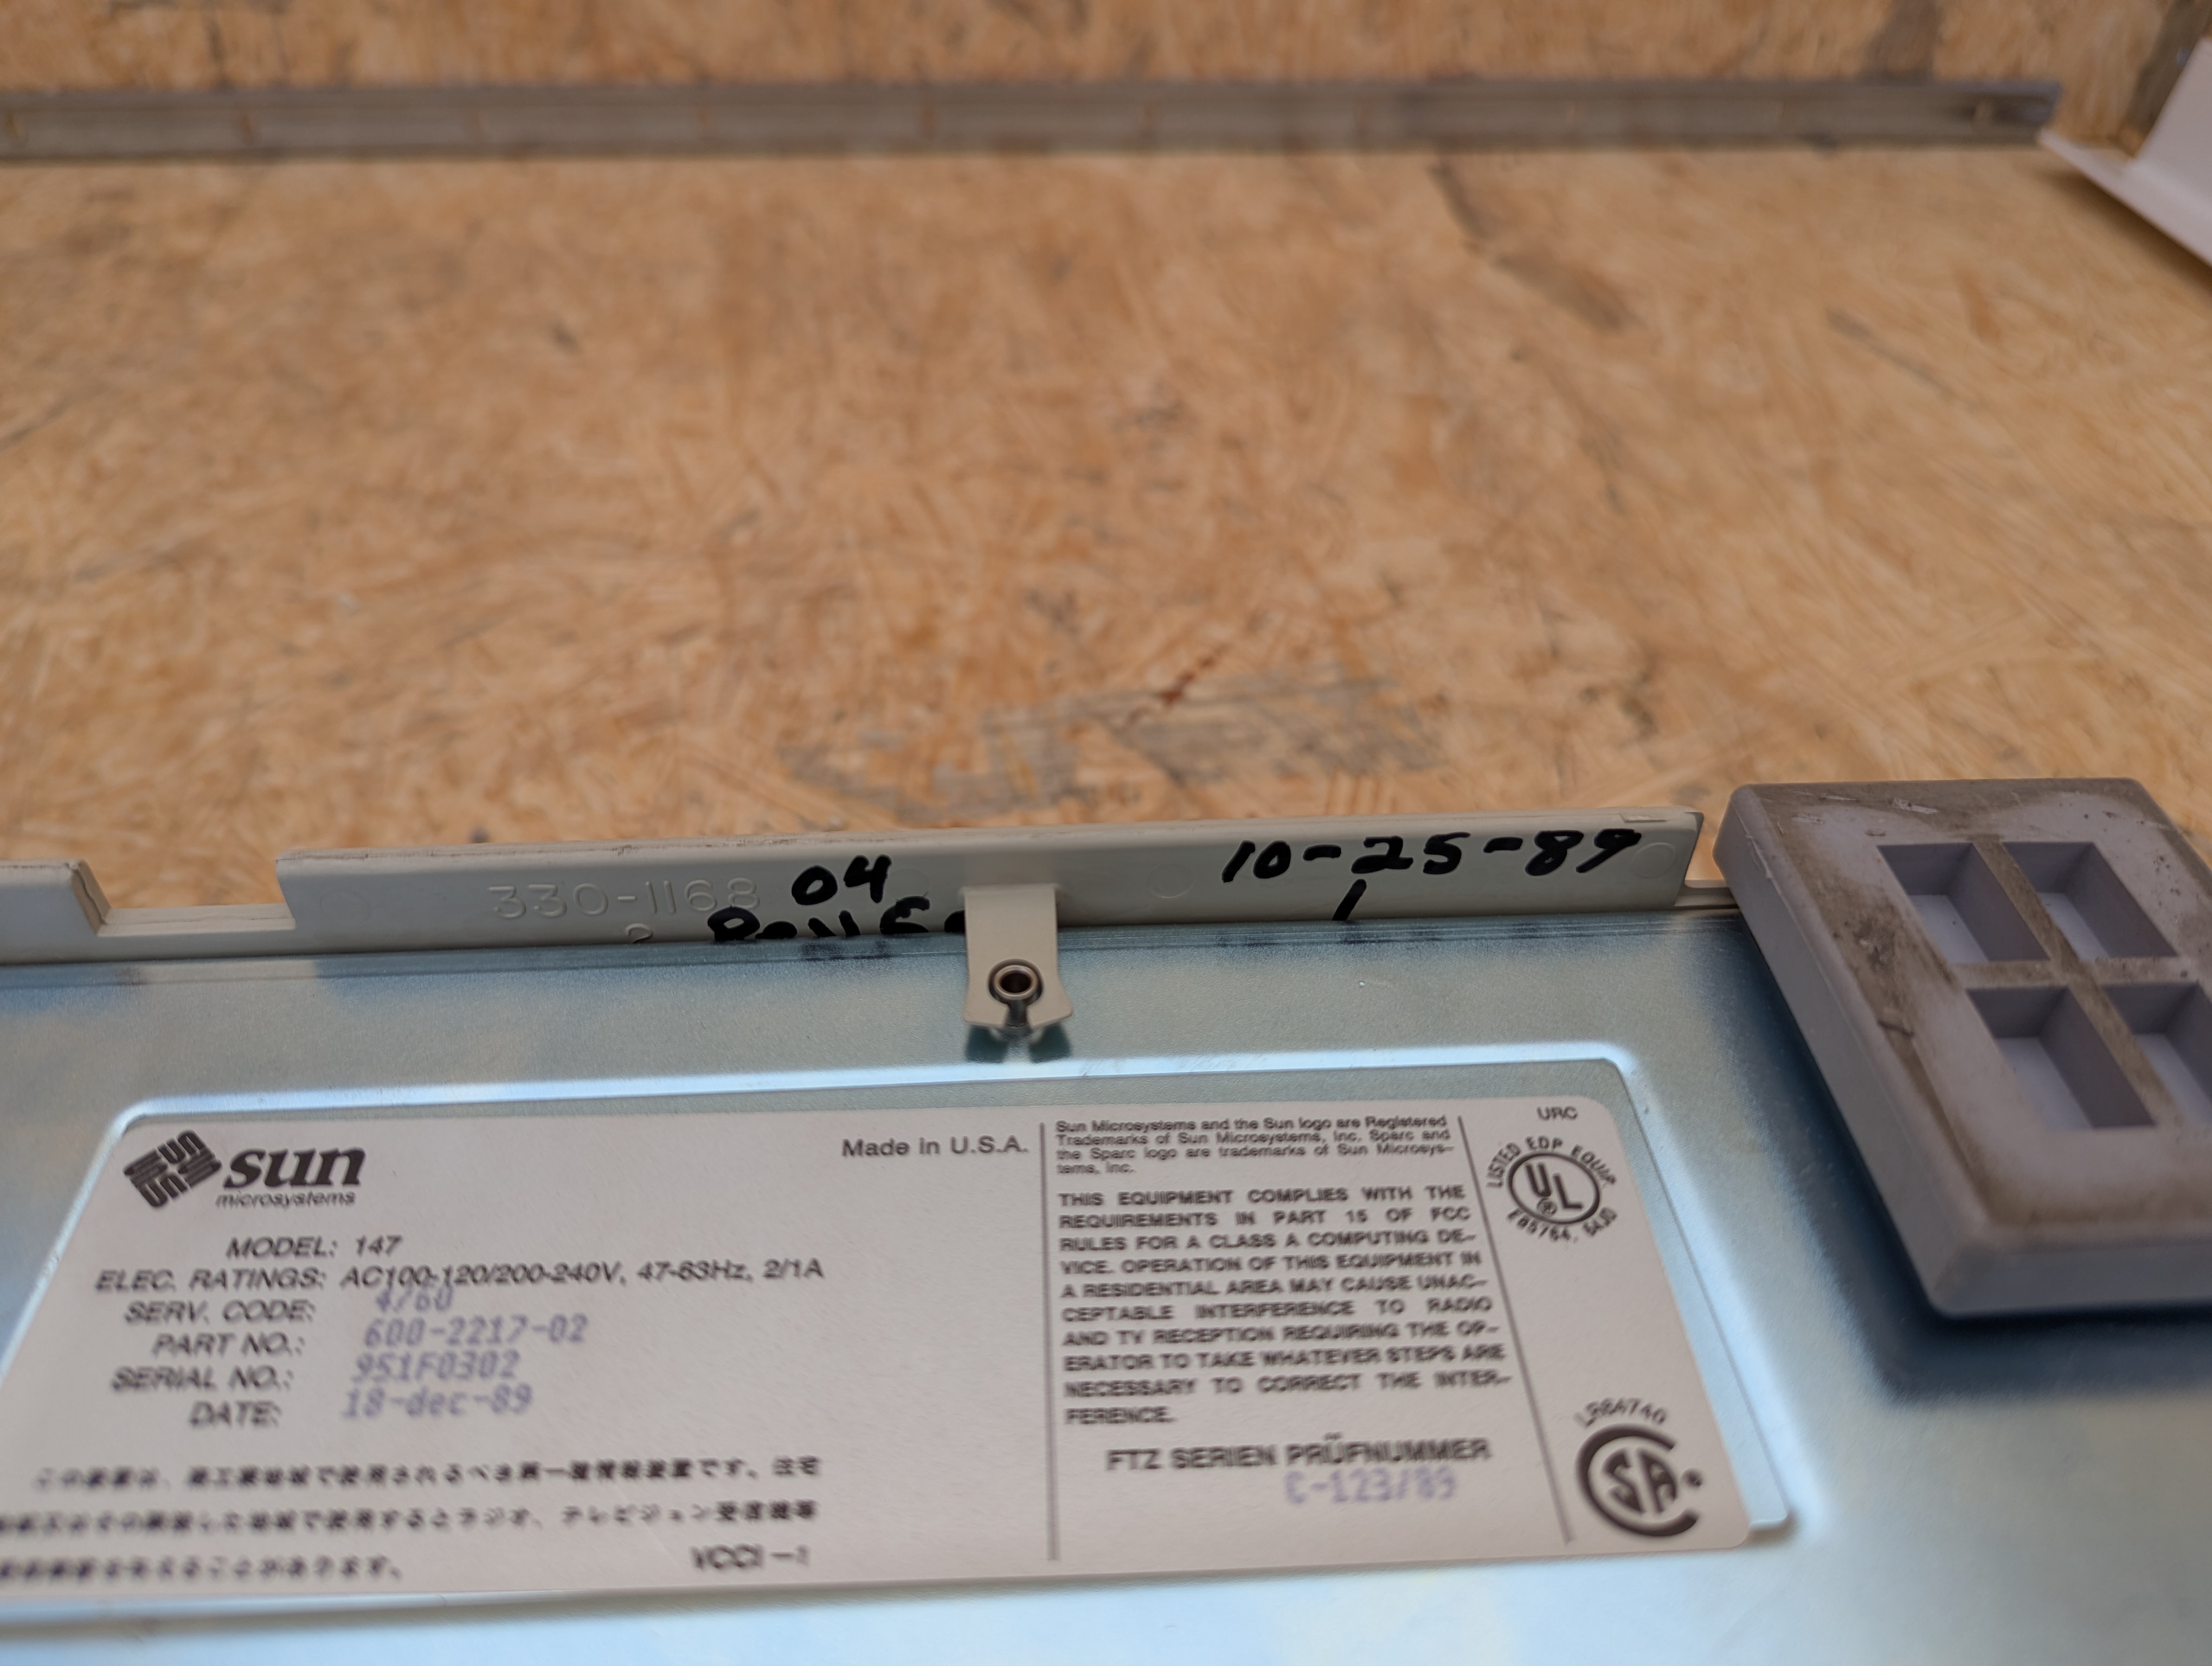 330-1168
04
10-25-89
sun
microsystems
Made in U.S.A.
MODEL: 147
ELEC. RATINGS: AC100-120/200-240V, 47-63Hz, 2/1A
SERV. CODE: 4760
PART NO.: 600-2217-02
SERIAL NO.: 951F0302
DATE: 18-dec-89
VCCI-1
Sun Microsystems and the Sun logo are Registered
Trademarks of Sun Microsystems, Inc. Sparc and
the Sparc logo are trademarks of Sun Microsys-
tems, Inc.
THIS EQUIPMENT COMPLIES WITH THE
REQUIREMENTS IN PART 15 OF FCC
RULES FOR A CLASS A COMPUTING DE-
VICE. OPERATION OF THIS EQUIPMENT IN
A RESIDENTIAL AREA MAY CAUSE UNAC-
CEPTABLE INTERFERENCE TO RADIO
AND TV RECEPTION REQUIRING THE OP-
ERATOR TO TAKE WHATEVER STEPS ARE
NECESSARY TO CORRECT THE INTER-
FERENCE.
FTZ SERIEN PRÜFNUMMER
C-123/89
URC
LISTED EDP EQUIP.
UL
LR64740
SA